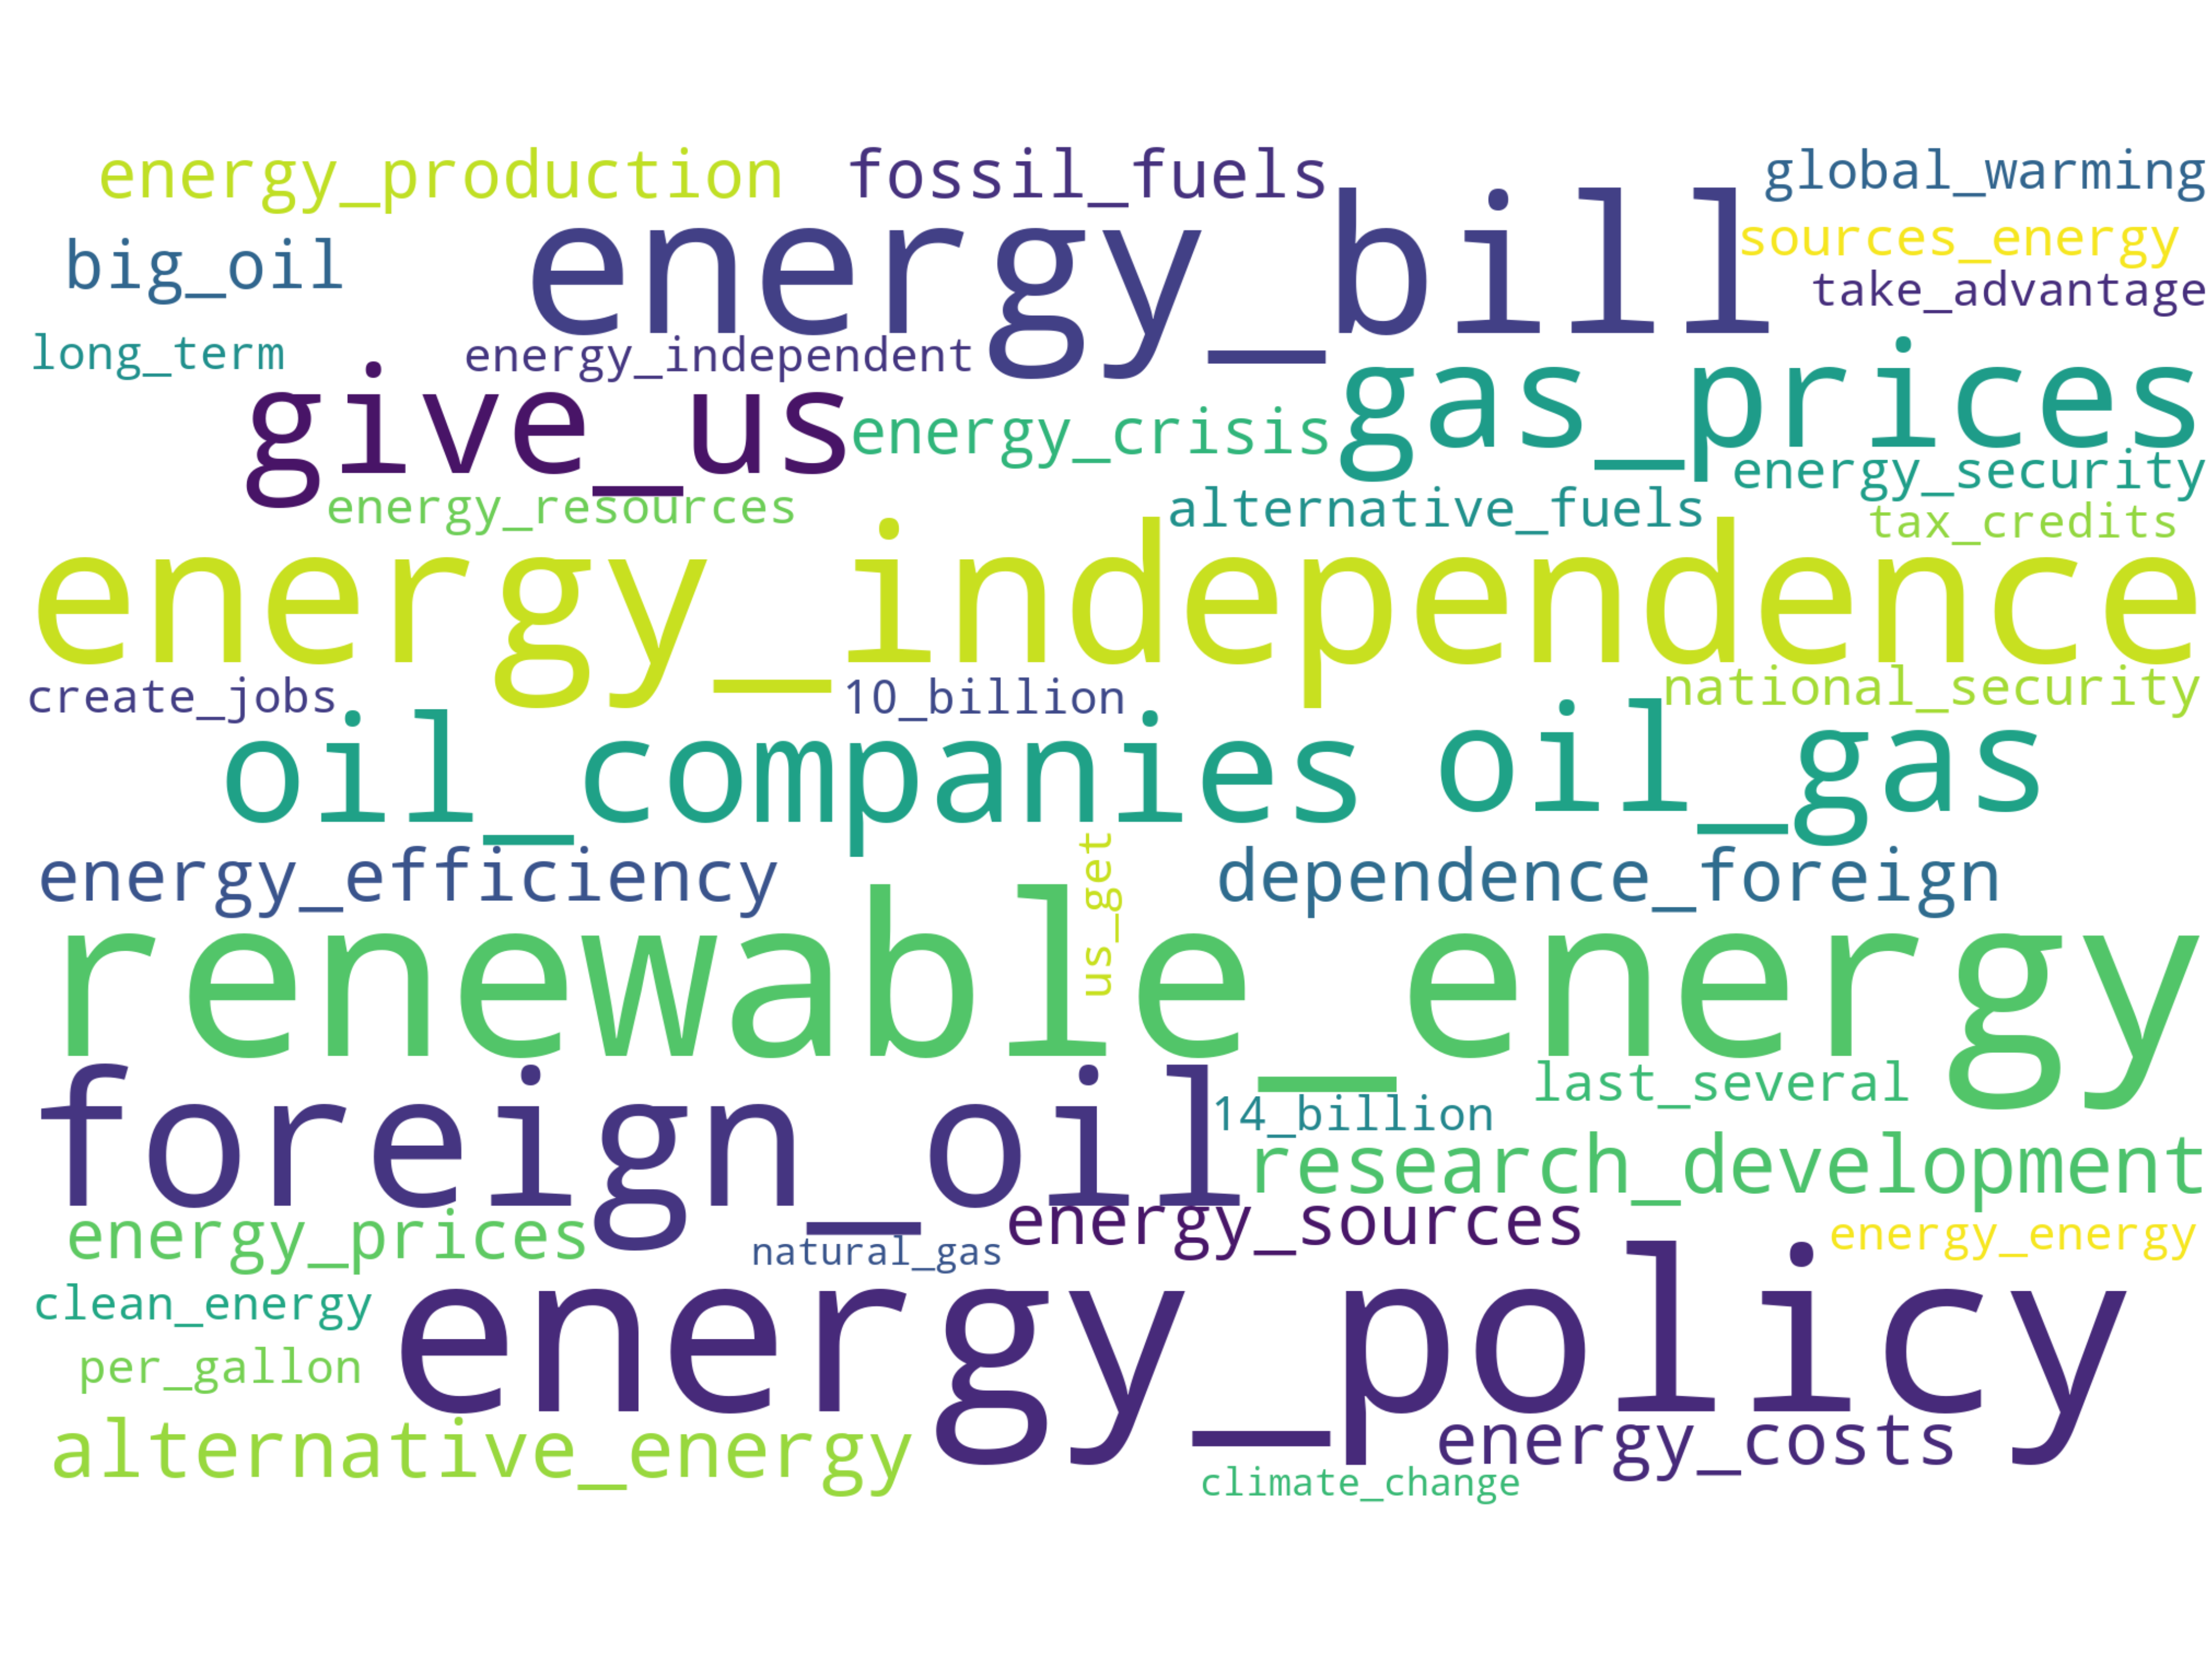 energy_production fossil_fuels global_warming
big_oil energy_bill sources_energy
take_advantage
long_term energy_independent
give_us energy_crisis gas_prices
energy_security
energy_resources alternative_fuels tax_credits
energy_independence
create_jobs 10_billion national_security
oil_companies oil_gas
energy_efficiency us_get dependence_foreign
renewable_energy
last_several
foreign_oil 14_billion
research_development
energy_prices natural_gas energy_sources energy_energy
clean_energy energy_policy
per_gallon
alternative_energy energy_costs
climate_change